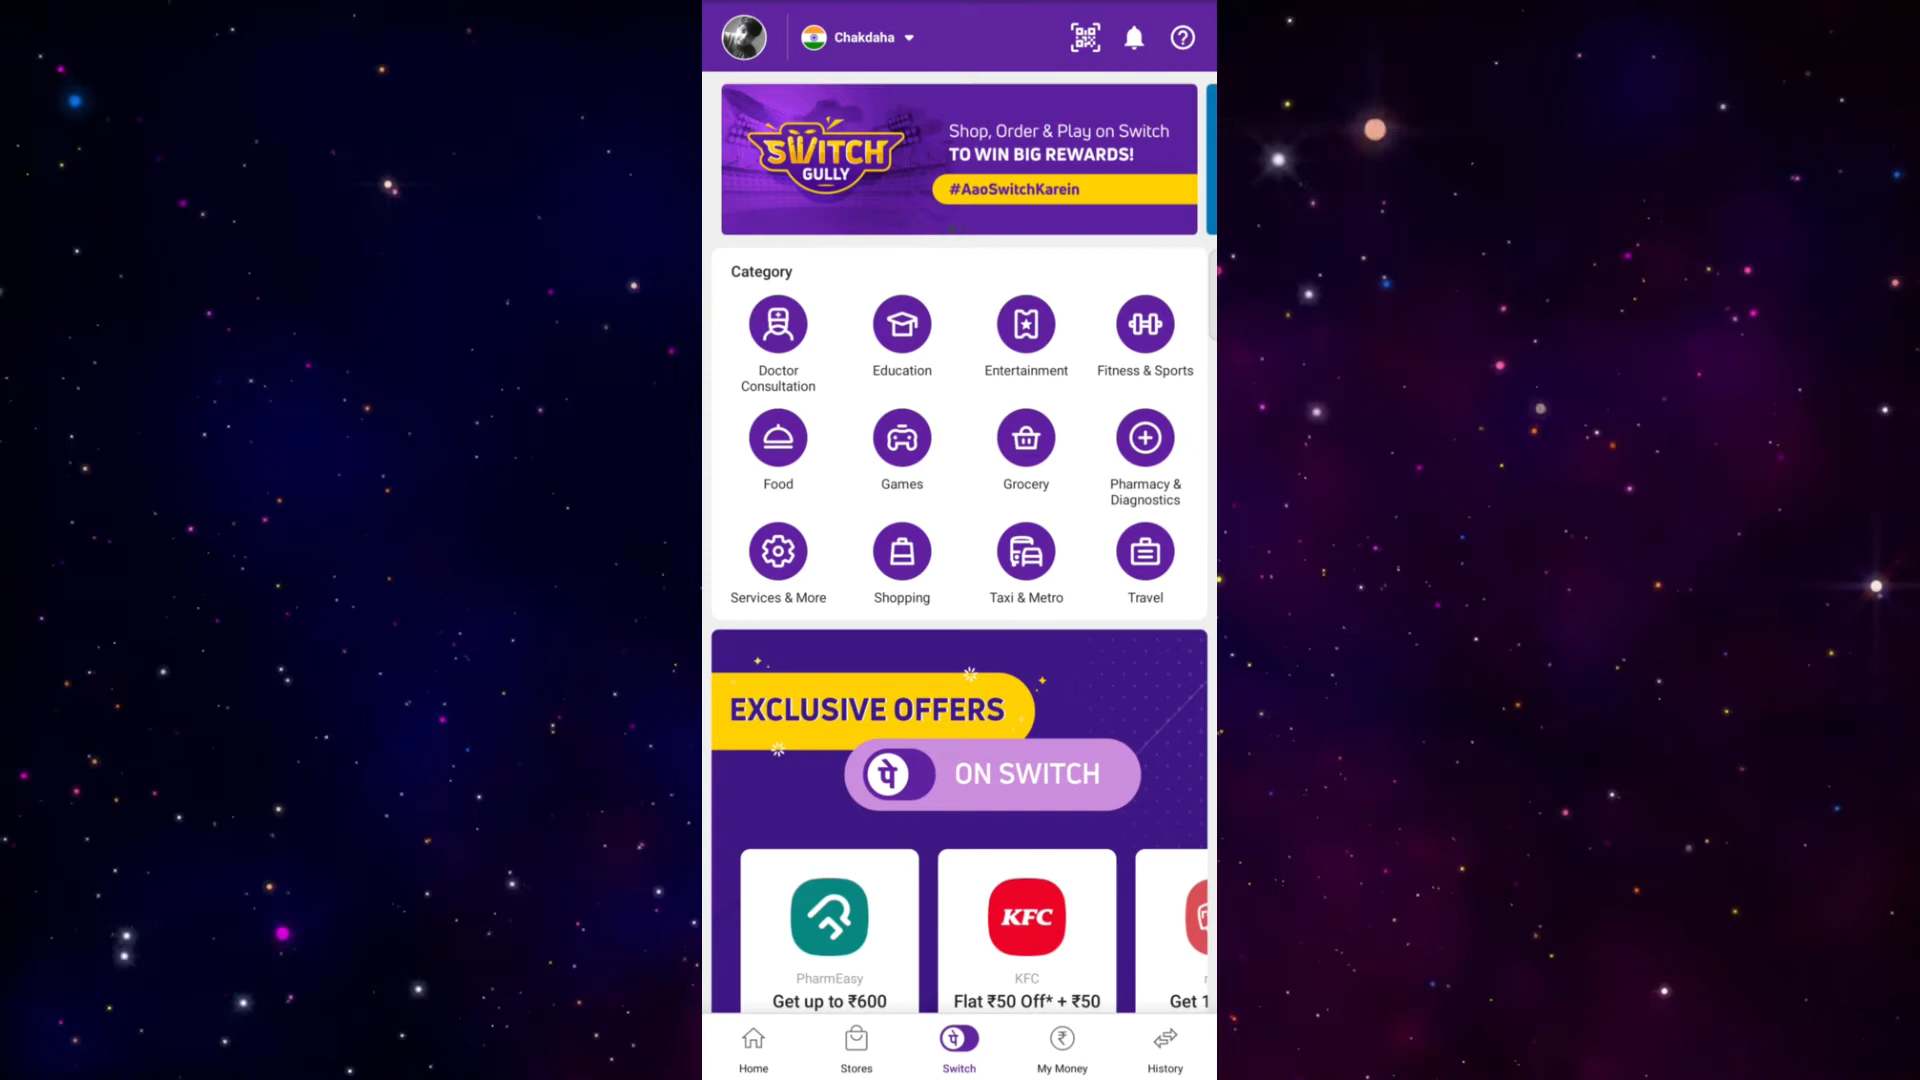 Chakdaha
SWITCH
GULLY
Shop, Order & Play on Switch
TO WIN BIG REWARDS!
#AaoSwitchKarein
Category
Doctor
Consultation
Education
Entertainment
Fitness & Sports
Food
Games
Grocery
Pharmacy &
Diagnostics
Services & More
Shopping
Taxi & Metro
Travel
EXCLUSIVE OFFERS
पे ON SWITCH
KFC
PharmEasy
KFC
Get up to ₹600
Flat ₹50 Off* + ₹50
Get 1
पे
₹
Home
Stores
Switch
My Money
History